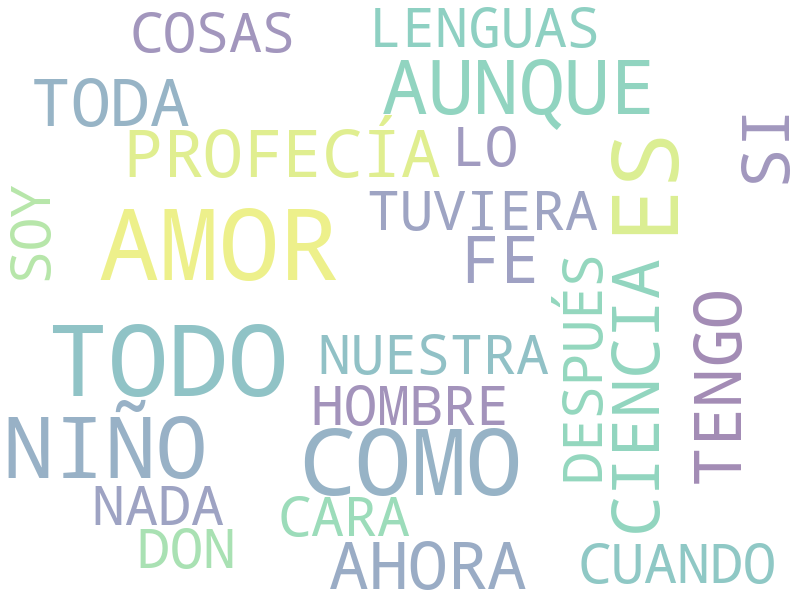 COSAS
LENGUAS
TODA
AUNQUE
PROFECÍA
LO
ES
SI
SOY
AMOR
TUVIERA
FE
TODO
NUESTRA
DESPUÉS
CIENCIA
TENGO
HOMBRE
NIÑO
COMO
NADA
CARA
DON
AHORA
CUANDO